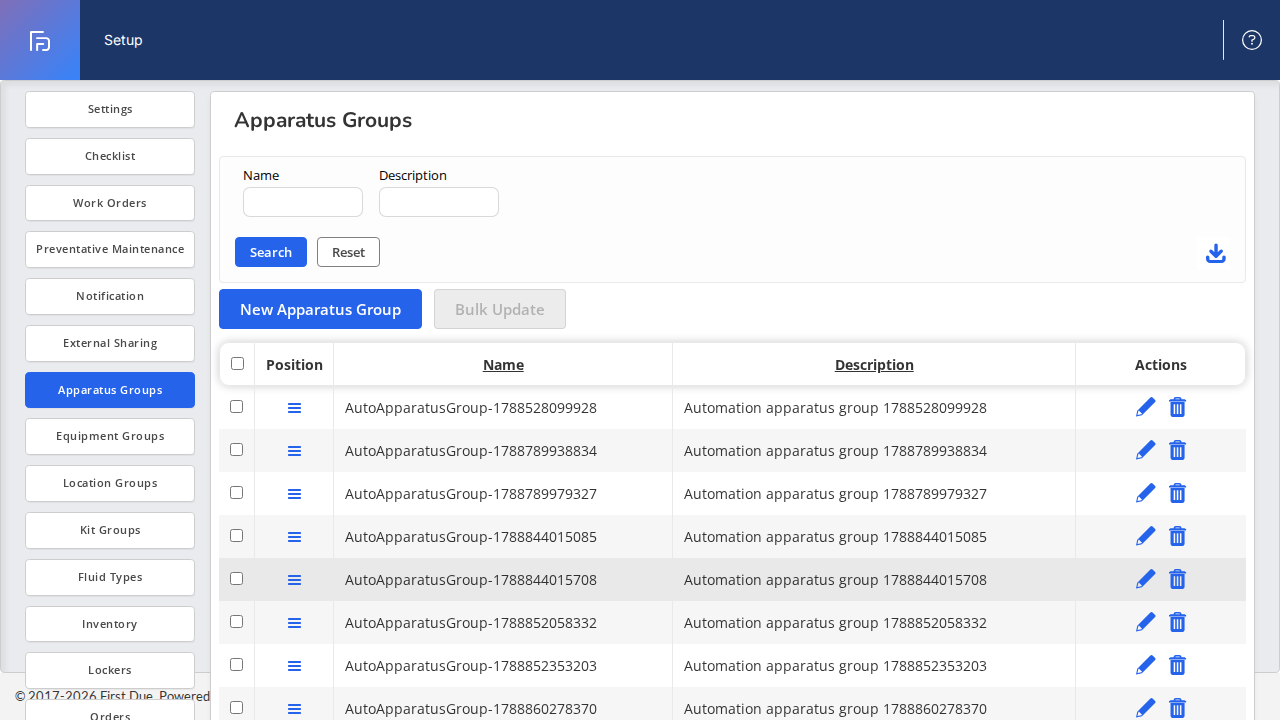 Setup
Settings
Checklist
Work Orders
Preventative Maintenance
Notification
External Sharing
Apparatus Groups
Equipment Groups
Location Groups
Kit Groups
Fluid Types
Inventory
Lockers
Orders
© 2017-2026 First Due. Powered
Apparatus Groups
Name Description
Search Reset
New Apparatus Group Bulk Update
Position Name Description Actions
AutoApparatusGroup-1788528099928 Automation apparatus group 1788528099928
AutoApparatusGroup-1788789938834 Automation apparatus group 1788789938834
AutoApparatusGroup-1788789979327 Automation apparatus group 1788789979327
AutoApparatusGroup-1788844015085 Automation apparatus group 1788844015085
AutoApparatusGroup-1788844015708 Automation apparatus group 1788844015708
AutoApparatusGroup-1788852058332 Automation apparatus group 1788852058332
AutoApparatusGroup-1788852353203 Automation apparatus group 1788852353203
AutoApparatusGroup-1788860278370 Automation apparatus group 1788860278370